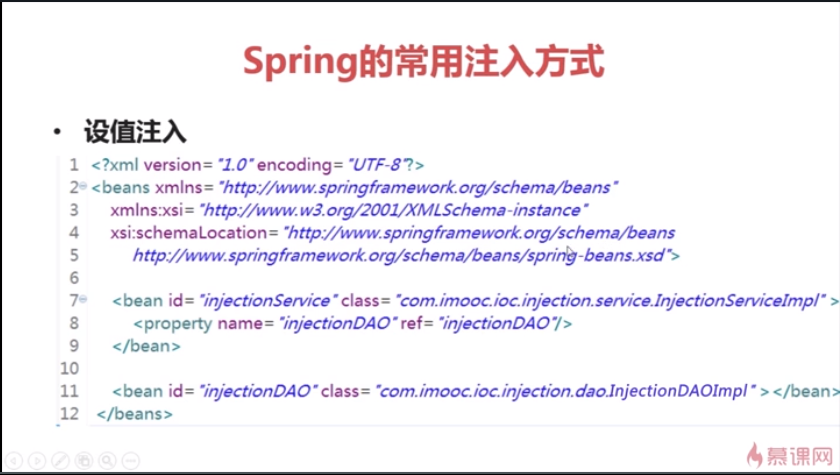 Spring的常用注入方式
• 设值注入
1 <?xml version="1.0" encoding="UTF-8"?>
2 <beans xmlns="http://www.springframework.org/schema/beans"
3 xmlns:xsi="http://www.w3.org/2001/XMLSchema-instance"
4 xsi:schemaLocation="http://www.springframework.org/schema/beans
5 http://www.springframework.org/schema/beans/spring-beans.xsd">
6
7 <bean id="injectionService" class="com.imooc.ioc.injection.service.InjectionServiceImpl">
8 <property name="injectionDAO" ref="injectionDAO"/>
9 </bean>
10
11 <bean id="injectionDAO" class="com.imooc.ioc.injection.dao.InjectionDAOImpl"></bean>
12 </beans>
慕课网